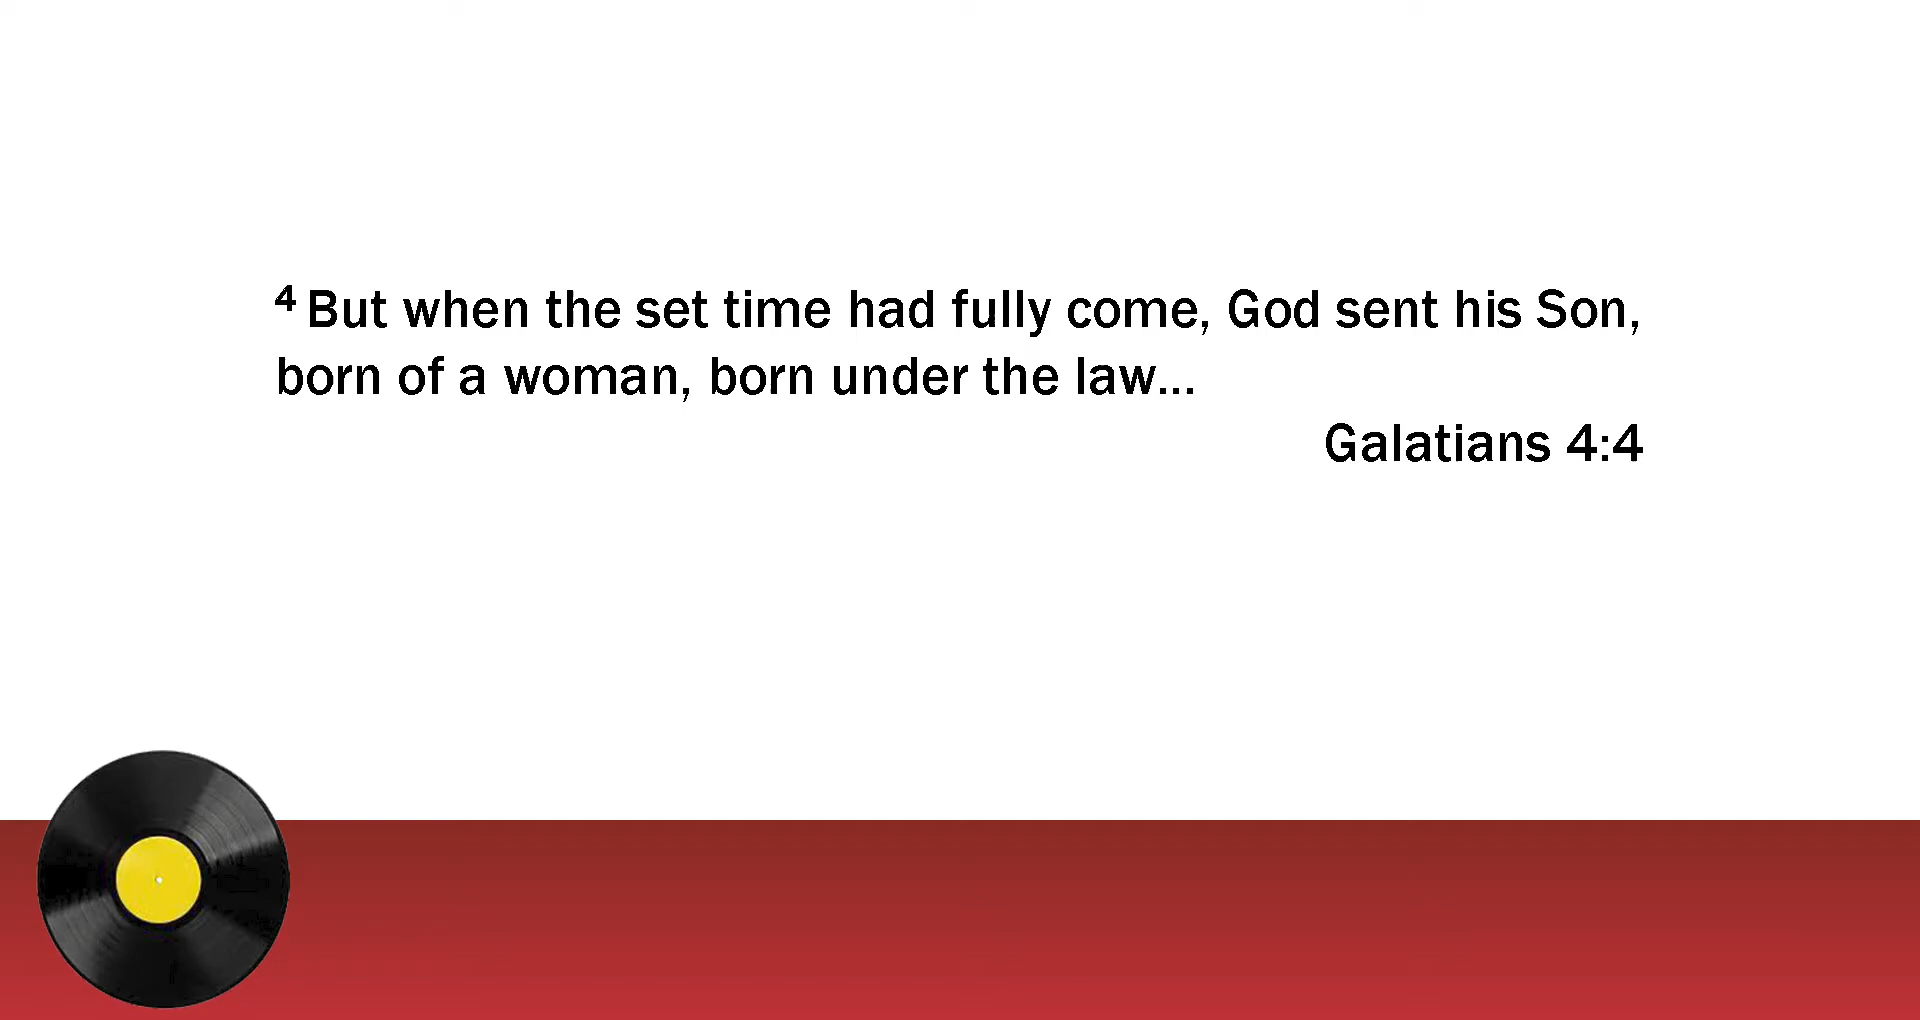 ⁴ But when the set time had fully come, God sent his Son,
born of a woman, born under the law...
Galatians 4:4